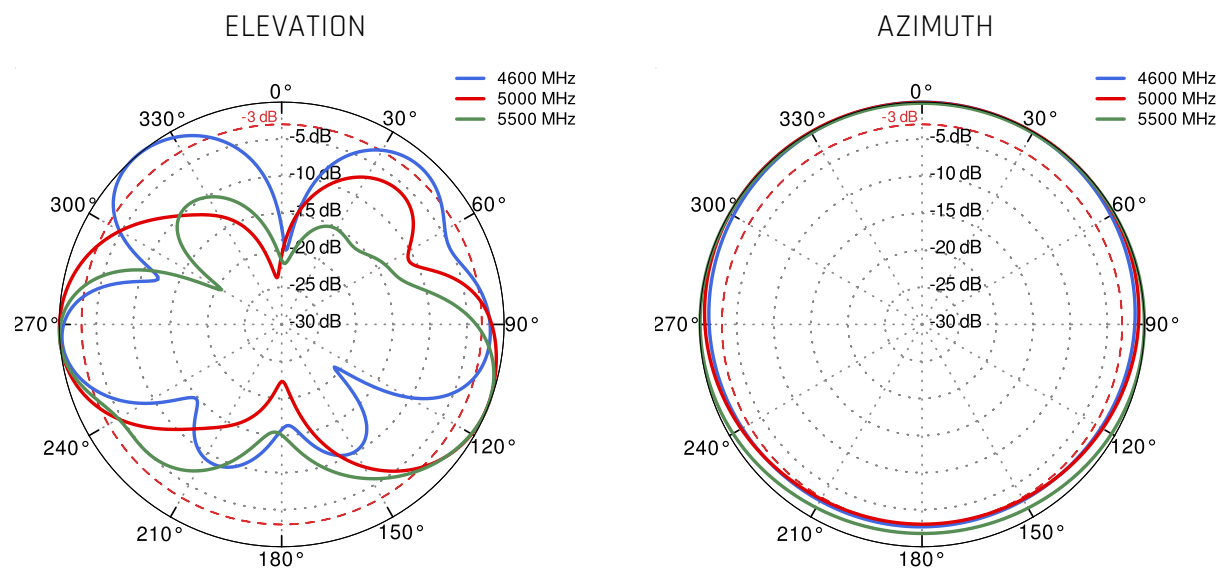 ELEVATION
4600 MHz
5000 MHz
5500 MHz
0°
30°
60°
90°
120°
150°
180°
210°
240°
270°
300°
330°
-3 dB
-5 dB
-10 dB
-15 dB
-20 dB
-25 dB
-30 dB
AZIMUTH
4600 MHz
5000 MHz
5500 MHz
0°
30°
60°
90°
120°
150°
180°
210°
240°
270°
300°
330°
-3 dB
-5 dB
-10 dB
-15 dB
-20 dB
-25 dB
-30 dB